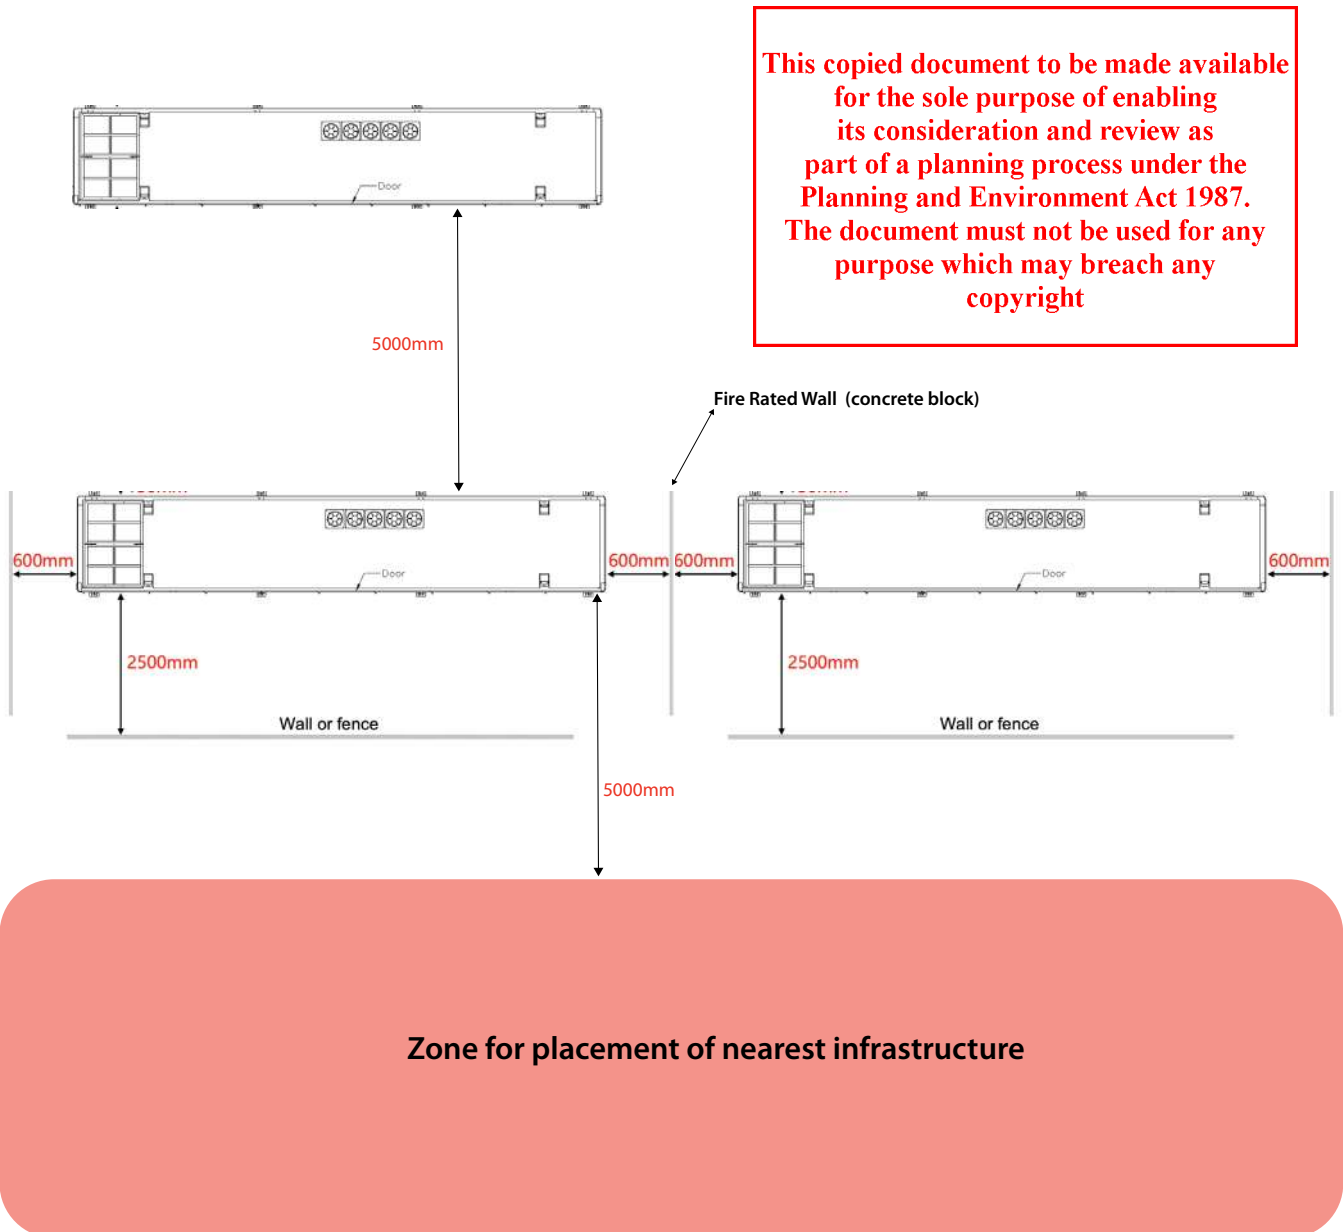 This copied document to be made available
for the sole purpose of enabling
its consideration and review as
part of a planning process under the
Planning and Environment Act 1987.
The document must not be used for any
purpose which may breach any
copyright
Door
5000mm
Fire Rated Wall (concrete block)
600mm
Door
600mm
600mm
Door
600mm
2500mm
2500mm
Wall or fence
Wall or fence
5000mm
Zone for placement of nearest infrastructure